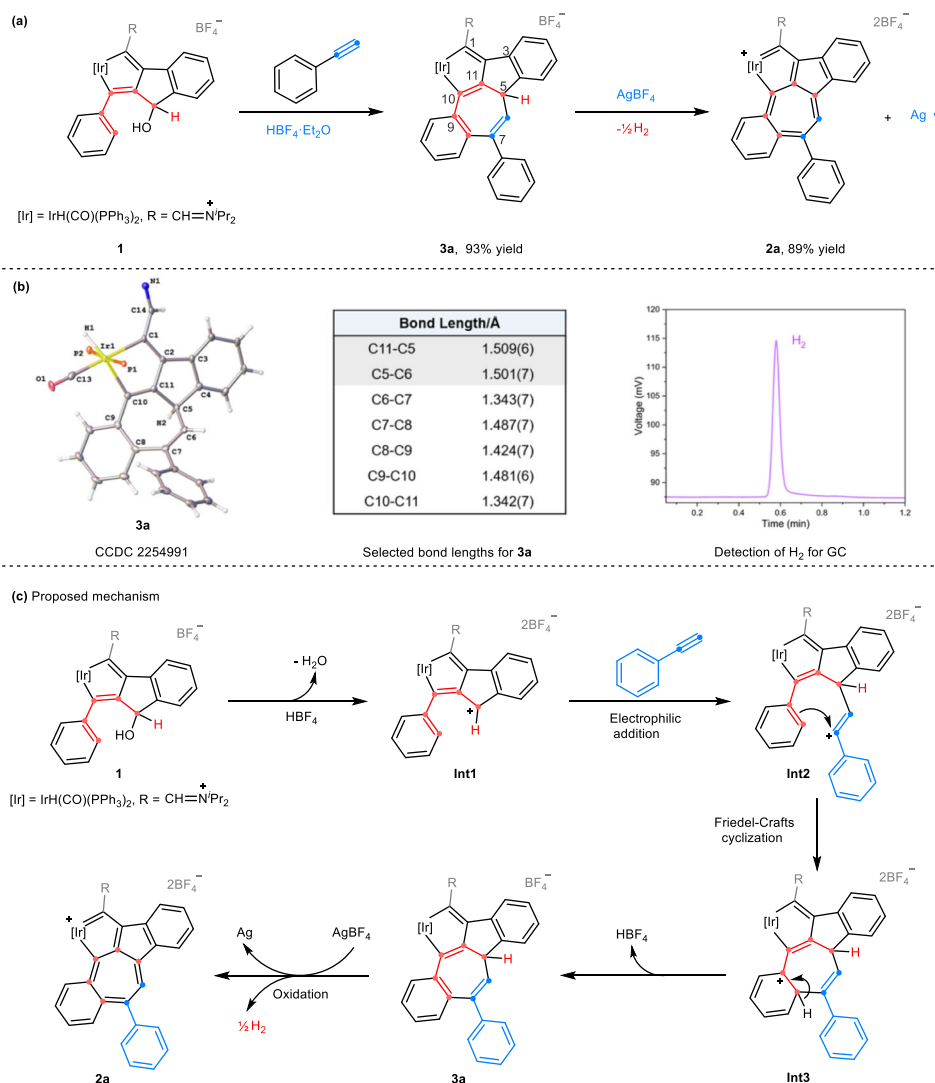 (a)
R
BF4−
[Ir]
HO
H
HBF4·Et2O
R
BF4−
1
3
[Ir]
11
5
H
10
9
7
AgBF4
-½ H2
R
2BF4−
+
[Ir]
+
Ag
[Ir] = IrH(CO)(PPh3)2, R = CH=N+iPr2
1
3a, 93% yield
2a, 89% yield
(b)
N1
C14
H1
Ir1
C1
P2
P1
C2
C3
O1
C13
C11
C4
C10
C5
H2
C9
C6
C8
C7
3a
CCDC 2254991
Bond Length/Å
C11-C5 1.509(6)
C5-C6 1.501(7)
C6-C7 1.343(7)
C7-C8 1.487(7)
C8-C9 1.424(7)
C9-C10 1.481(6)
C10-C11 1.342(7)
Selected bond lengths for 3a
120
115
110
105
100
95
90
Voltage (mV)
H2
0.2 0.4 0.6 0.8 1.0 1.2
Time (min)
Detection of H2 for GC
(c) Proposed mechanism
R
BF4−
[Ir]
HO
H
1
[Ir] = IrH(CO)(PPh3)2, R = CH=N+iPr2
- H2O
HBF4
R
2BF4−
[Ir]
+
H
Int1
Electrophilic
addition
R
2BF4−
[Ir]
H
+
Int2
Friedel-Crafts
cyclization
R
2BF4−
[Ir]
H
+
H
Int3
HBF4
R
BF4−
[Ir]
H
3a
Ag
AgBF4
Oxidation
½ H2
R
2BF4−
+
[Ir]
2a